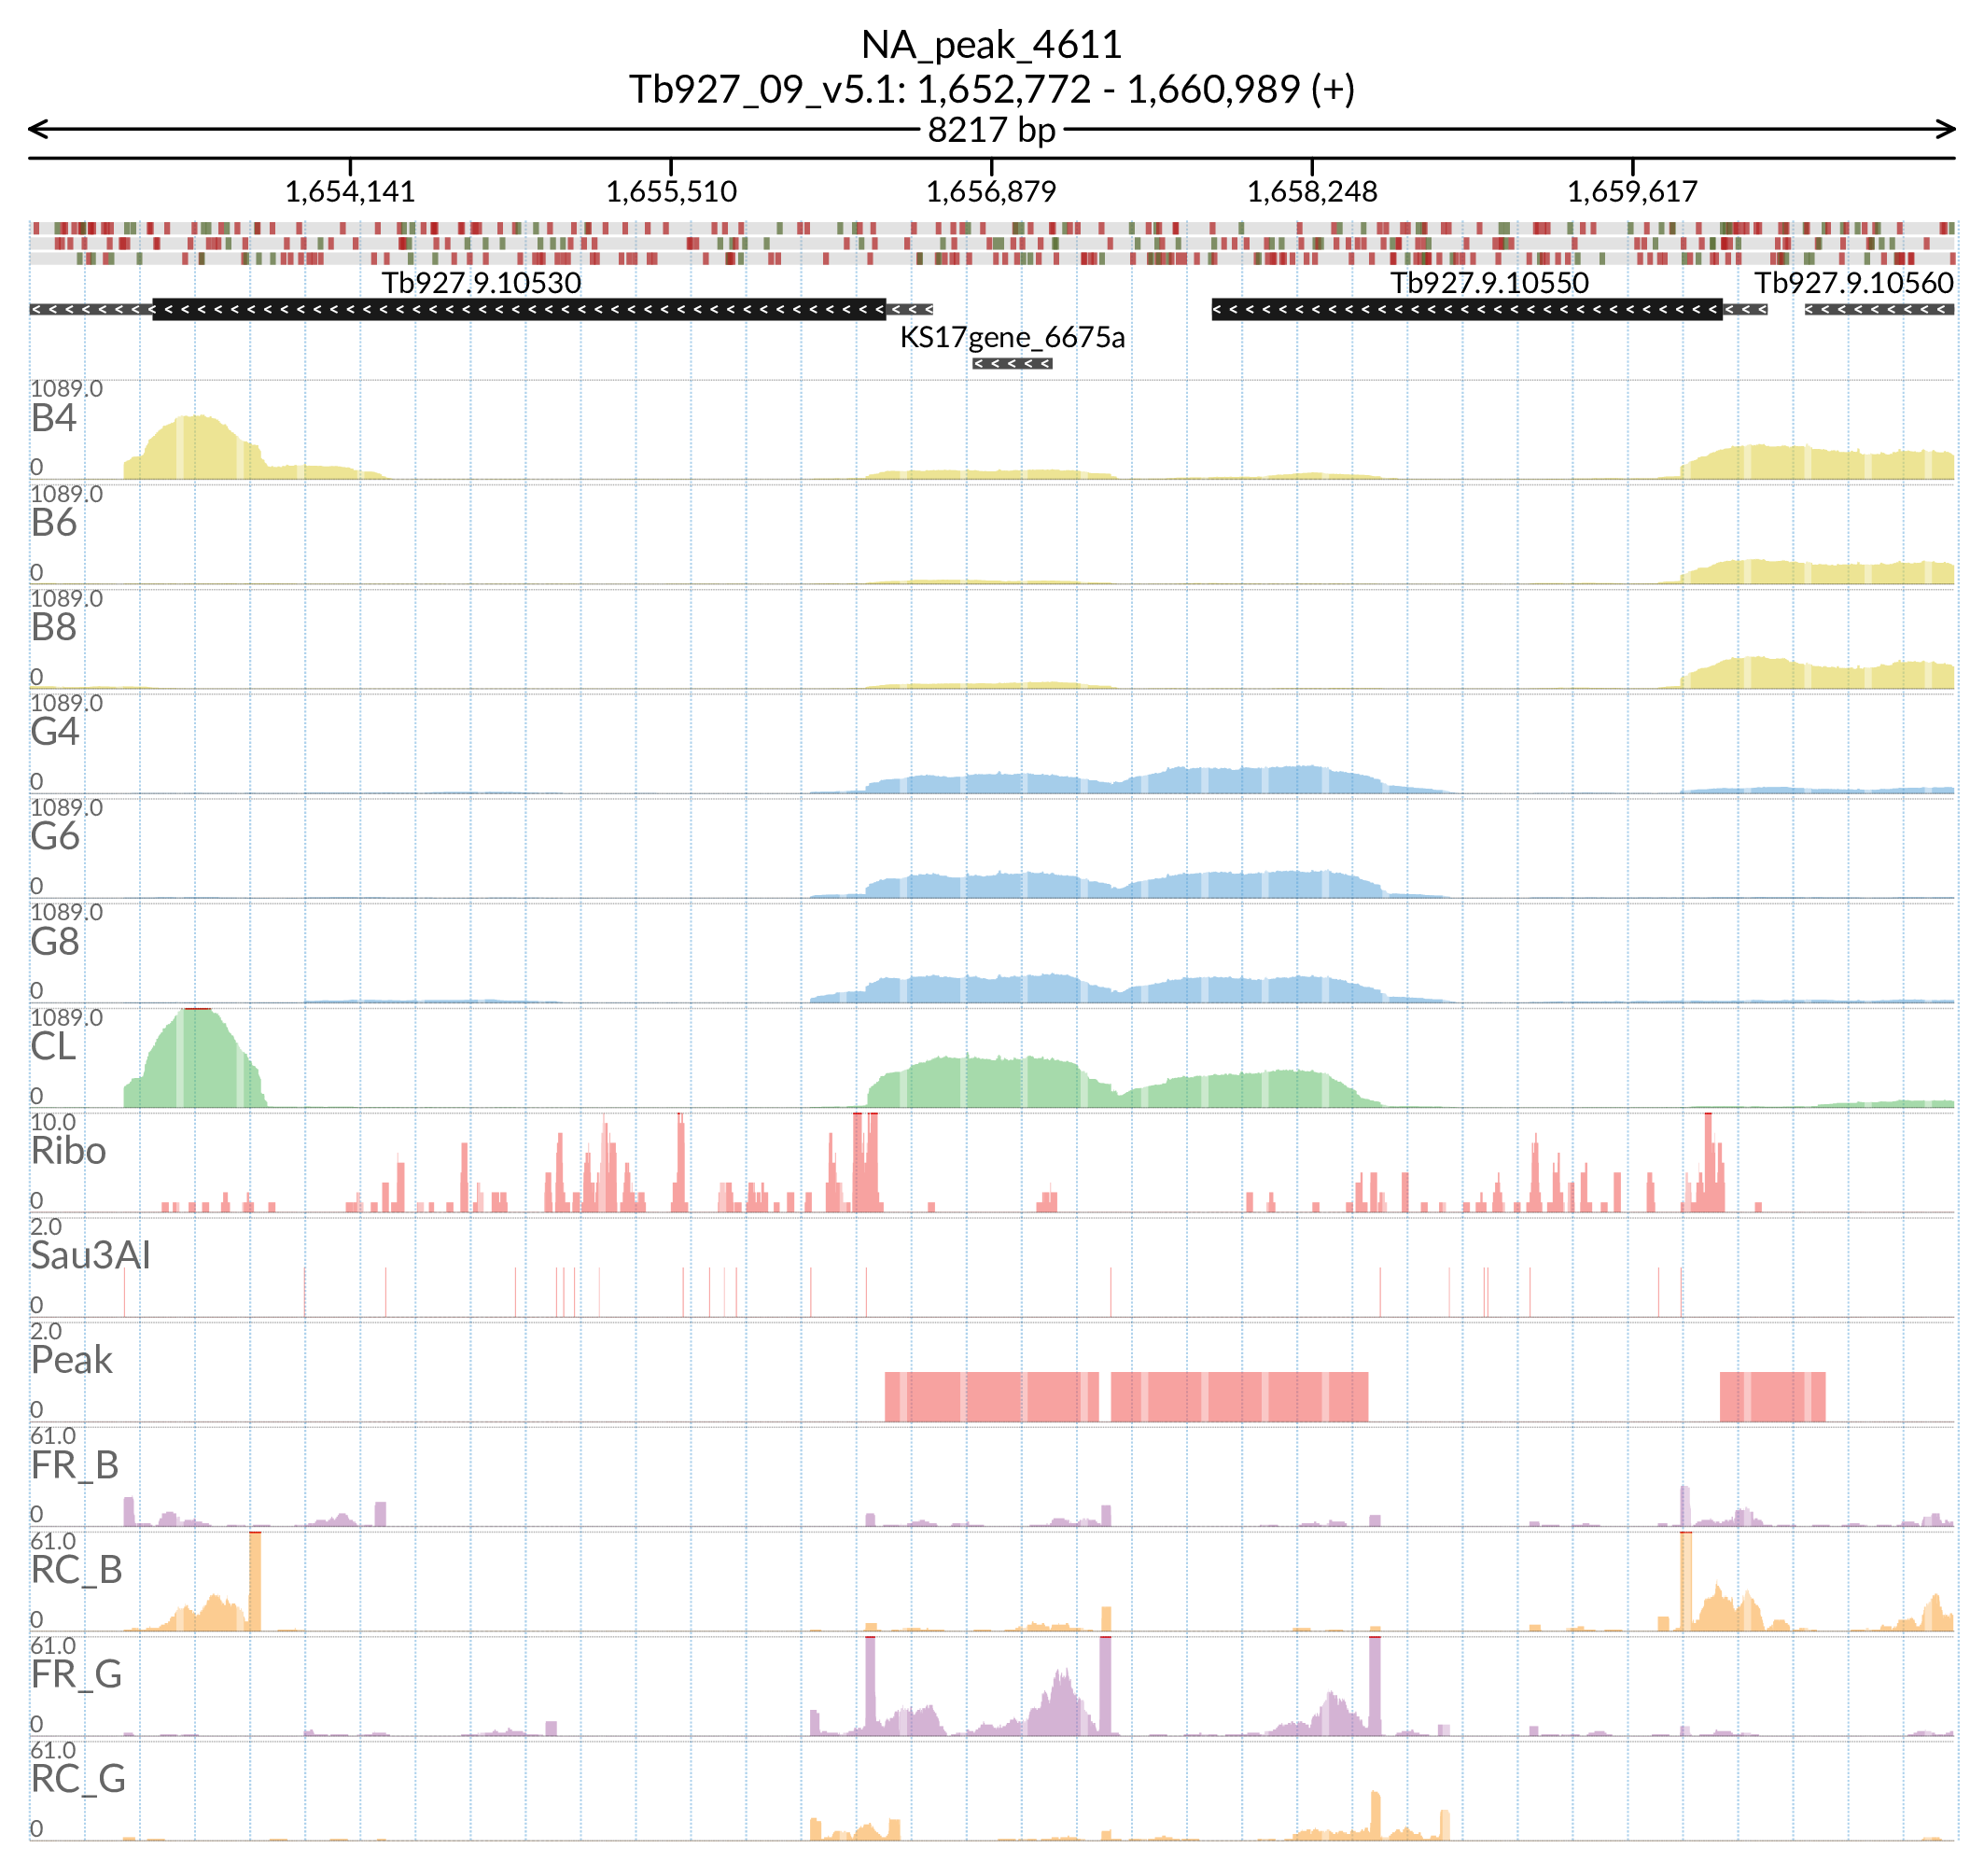 NA_peak_4611
Tb927_09_v5.1: 1,652,772 - 1,660,989 (+)
8217 bp
1,654,141 1,655,510 1,656,879 1,658,248 1,659,617
Tb927.9.10530 Tb927.9.10550 Tb927.9.10560
KS17gene_6675a
1089.0
B4
0
1089.0
B6
0
1089.0
B8
0
1089.0
G4
0
1089.0
G6
0
1089.0
G8
0
1089.0
CL
0
10.0
Ribo
0
2.0
Sau3AI
0
2.0
Peak
0
61.0
FR_B
0
61.0
RC_B
0
61.0
FR_G
0
61.0
RC_G
0